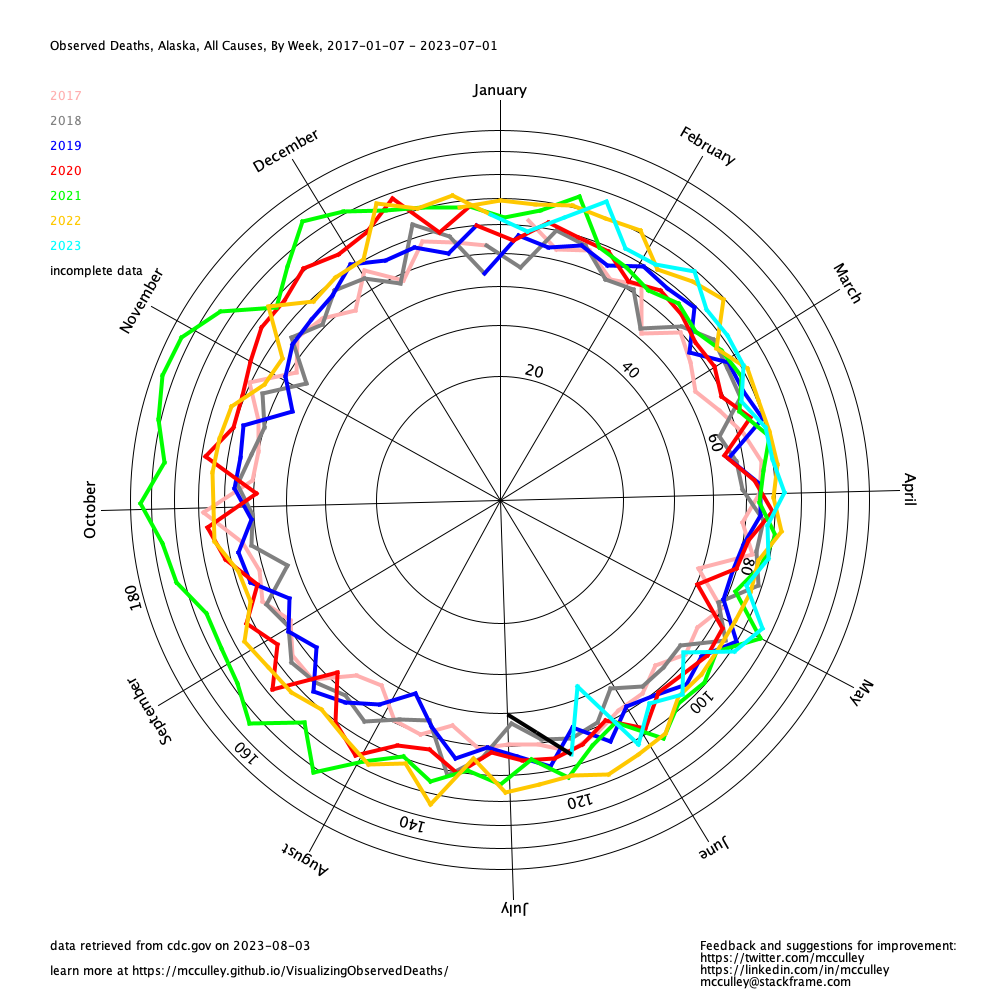 Observed Deaths, Alaska, All Causes, By Week, 2017-01-07 - 2023-07-01
January
2017
2018
2019
2020
2021
2022
2023
incomplete data
December
February
November
March
20
40
60
80
100
120
140
160
180
October
April
September
May
August
June
July
data retrieved from cdc.gov on 2023-08-03
learn more at https://mcculley.github.io/VisualizingObservedDeaths/
Feedback and suggestions for improvement:
https://twitter.com/mcculley
https://linkedin.com/in/mcculley
mcculley@stackframe.com